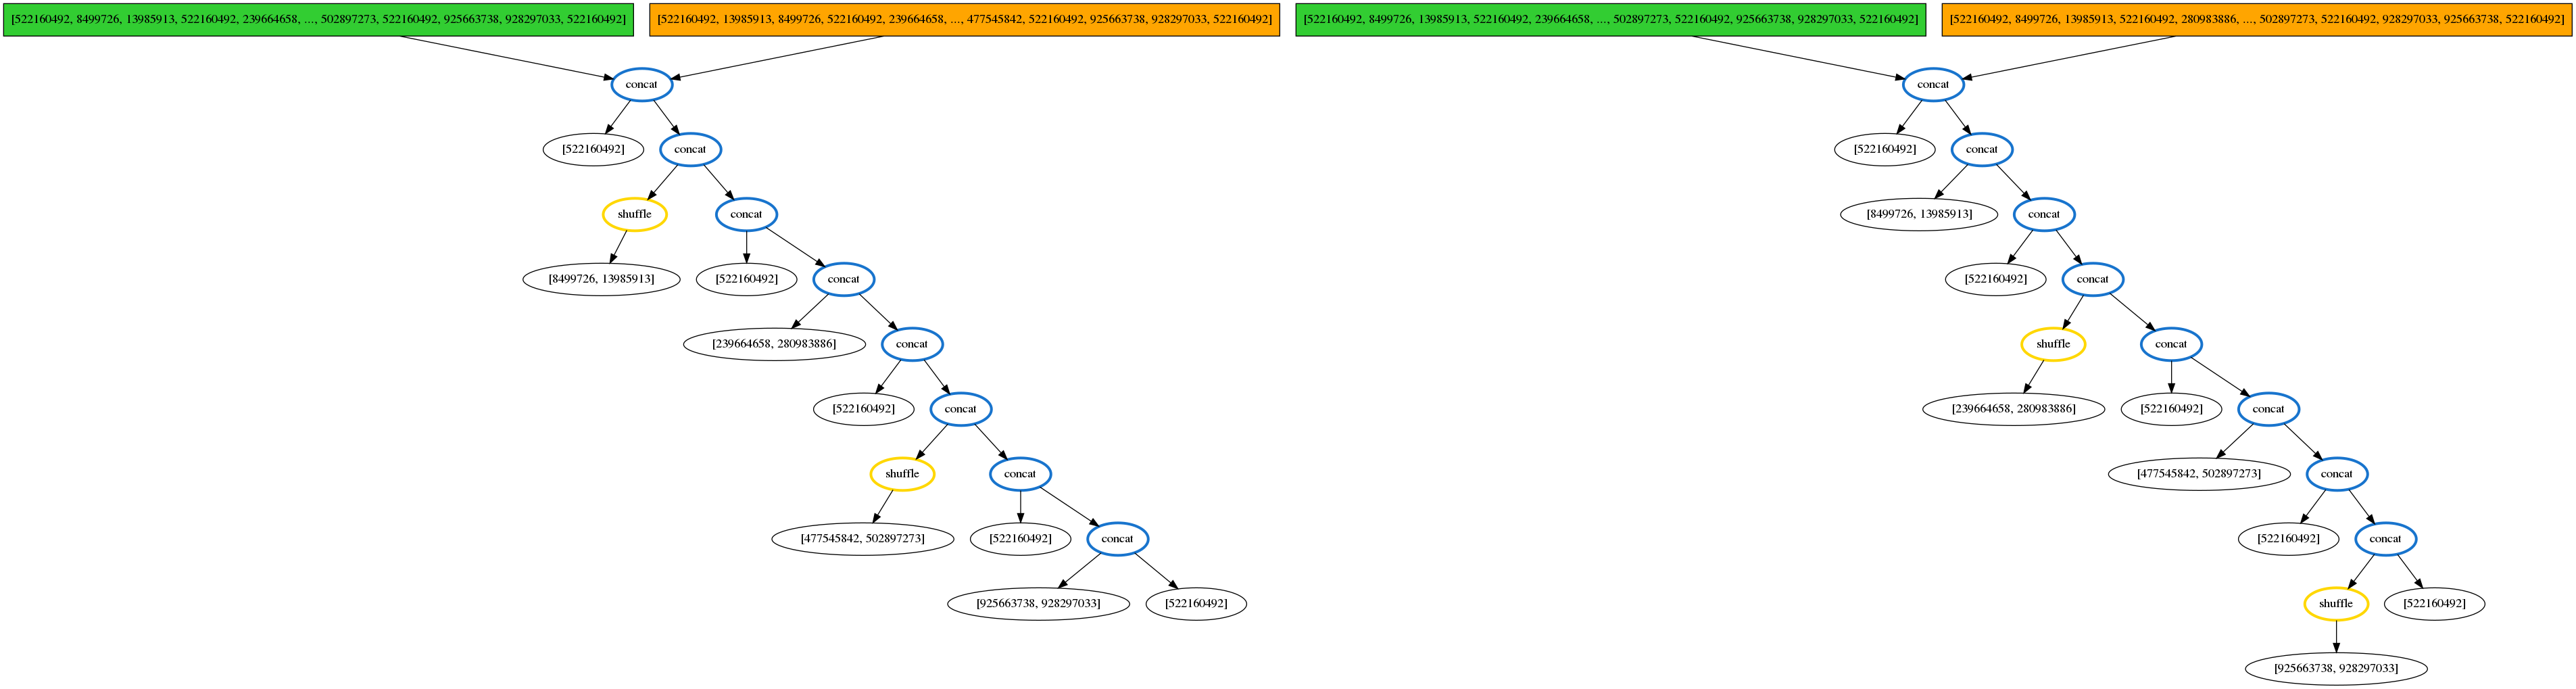 [522160492, 8499726, 13985913, 522160492, 239664658, ..., 502897273, 522160492, 925663738, 928297033, 522160492]
[522160492, 13985913, 8499726, 522160492, 239664658, ..., 477545842, 522160492, 925663738, 928297033, 522160492]
concat
[522160492]
concat
shuffle
concat
[8499726, 13985913]
[522160492]
concat
[239664658, 280983886]
concat
[522160492]
concat
shuffle
concat
[477545842, 502897273]
[522160492]
concat
[925663738, 928297033]
[522160492]
[522160492, 8499726, 13985913, 522160492, 239664658, ..., 502897273, 522160492, 925663738, 928297033, 522160492]
[522160492, 8499726, 13985913, 522160492, 280983886, ..., 502897273, 522160492, 928297033, 925663738, 522160492]
concat
[522160492]
concat
[8499726, 13985913]
concat
[522160492]
concat
shuffle
concat
[239664658, 280983886]
[522160492]
concat
[477545842, 502897273]
concat
[522160492]
concat
shuffle
[522160492]
[925663738, 928297033]